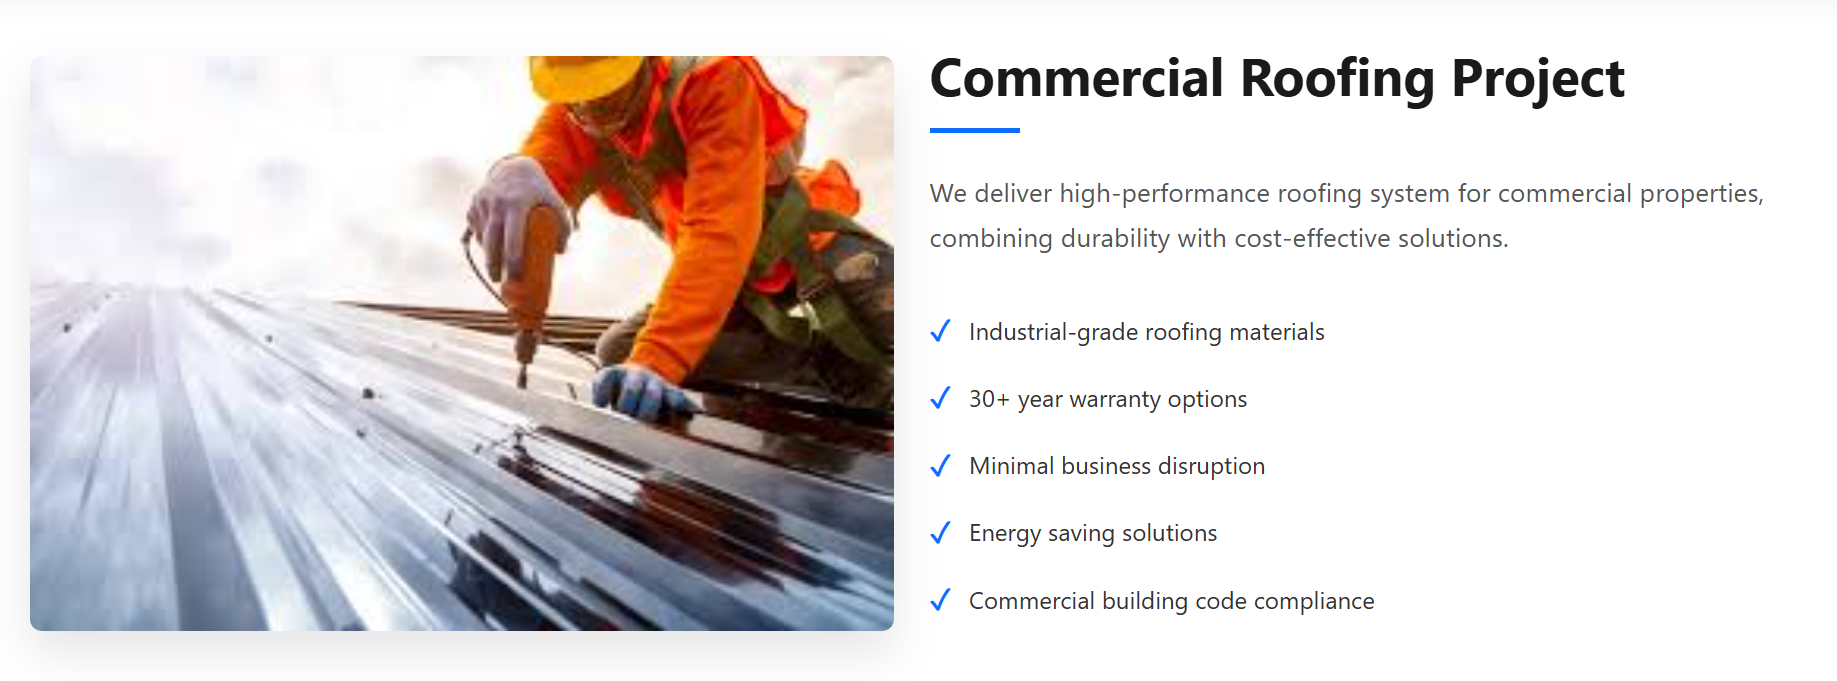 Commercial Roofing Project
We deliver high-performance roofing system for commercial properties,
combining durability with cost-effective solutions.
✓ Industrial-grade roofing materials
✓ 30+ year warranty options
✓ Minimal business disruption
✓ Energy saving solutions
✓ Commercial building code compliance